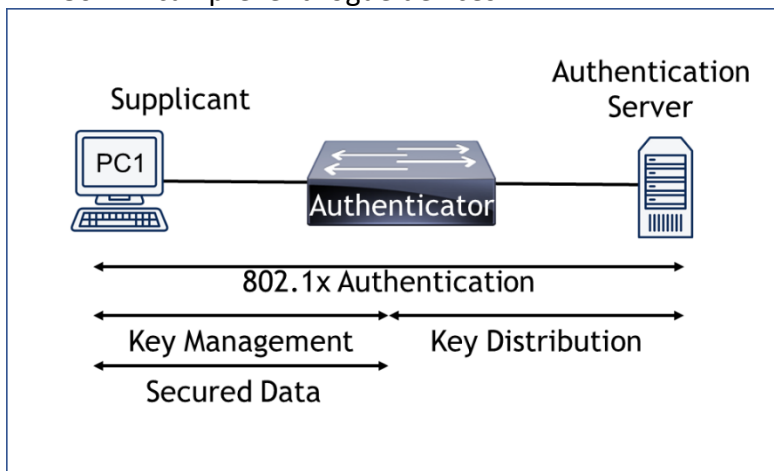 Supplicant
Authentication
Server
PC1
Authenticator
802.1x Authentication
Key Management
Key Distribution
Secured Data